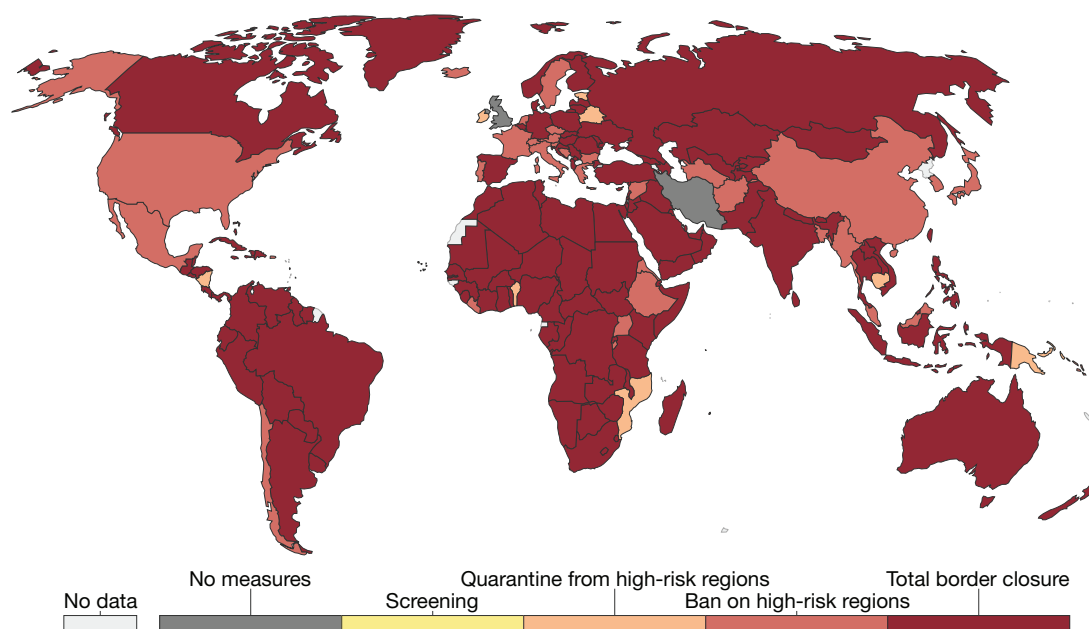 No measures
Quarantine from high-risk regions
Total border closure
No data
Screening
Ban on high-risk regions